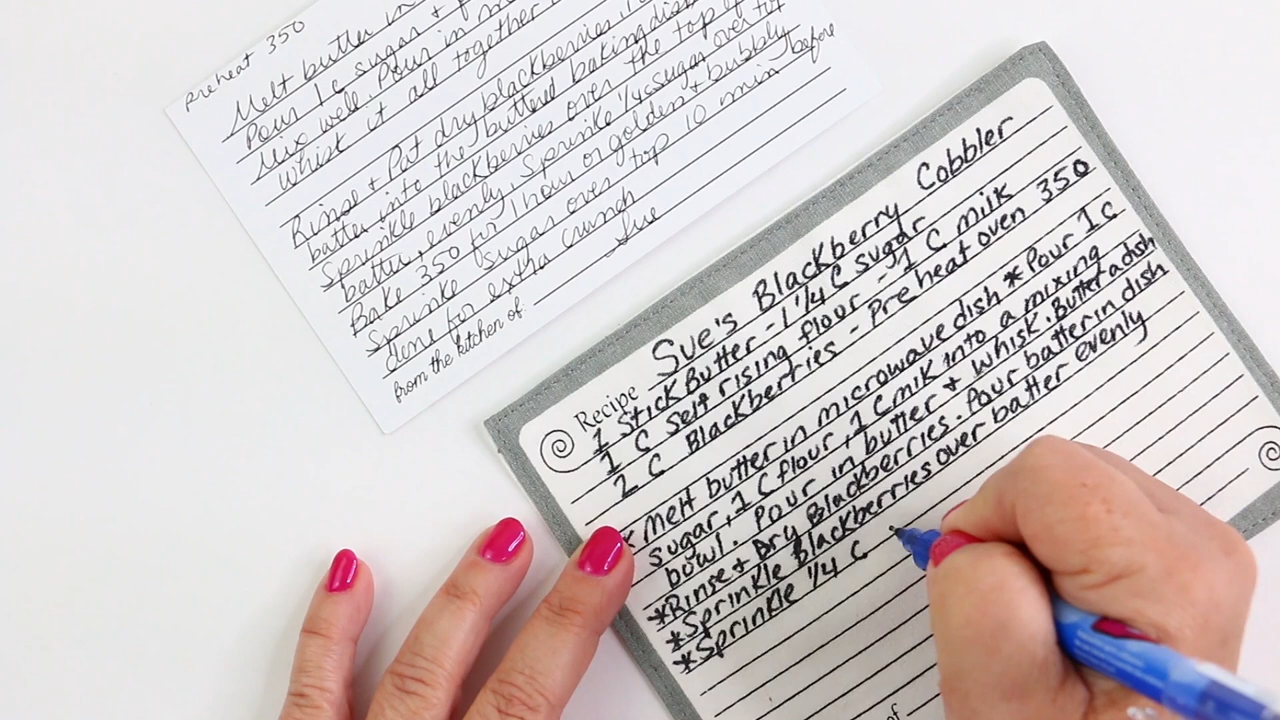 preheat 350
Melt butter in
Pour 1c sugar + f
Mix well. Pour in m
whisk it all together
Rinse + Pat dry blackberries.
batter into the buttered baking dish
Sprinkle blackberries over the top of
batter, evenly. Sprinkle 1/4c sugar over top
Bake 350 for 1 hour or golden + bubbly
Sprinke sugar over top 10 min before
done for extra crunch
from the kitchen of: Sue
Recipe Sue's Blackberry Cobbler
1 Stick Butter - 1 1/4 C sugar
1 C Self rising flour - 1 C milk
2 C Blackberries - Preheat oven 350
* Melt butter in microwave dish * Pour 1c
sugar, 1 C flour, 1 C milk into a mixing
bowl. Pour in butter & whisk. Butter a dish
*Rinse + Dry Blackberries. Pour batter in dish
*Sprinkle Blackberries over batter evenly
*Sprinkle 1/4 C
of